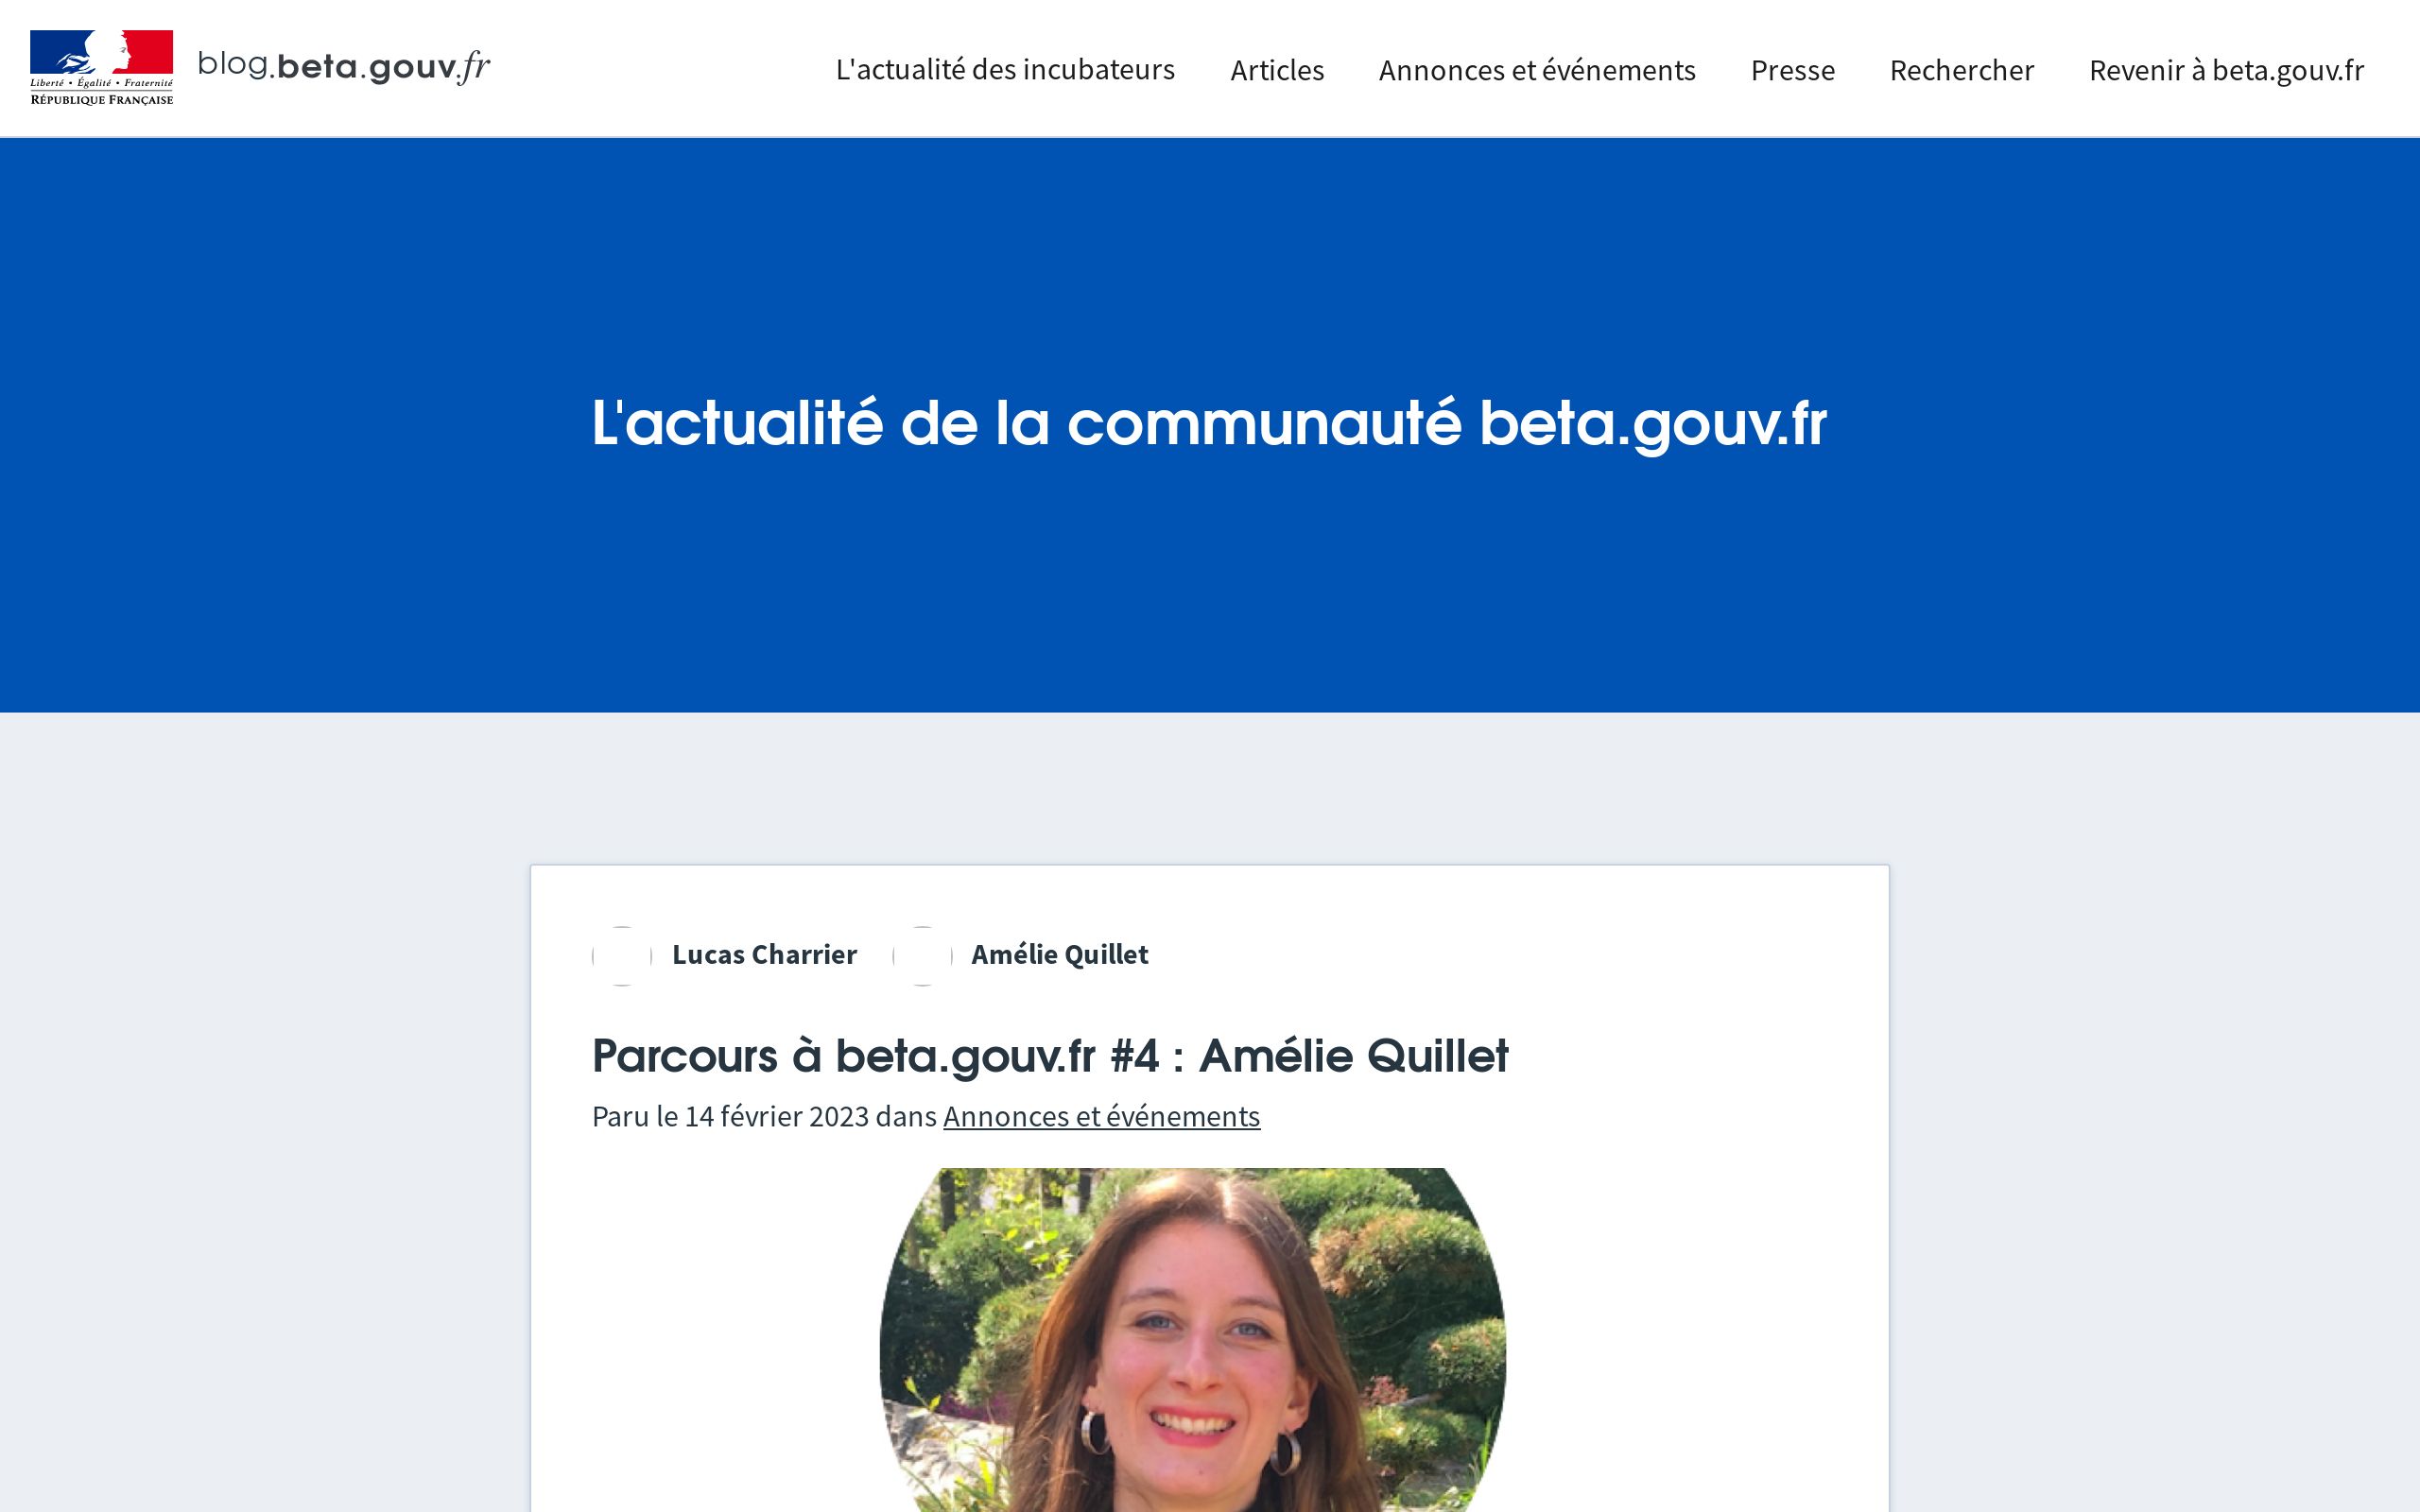 Liberté • Égalité • Fraternité
RÉPUBLIQUE FRANÇAISE
blog.beta.gouv.fr
L'actualité des incubateurs
Articles
Annonces et événements
Presse
Rechercher
Revenir à beta.gouv.fr
L'actualité de la communauté beta.gouv.fr
Lucas Charrier
Amélie Quillet
Parcours à beta.gouv.fr #4 : Amélie Quillet
Paru le 14 février 2023 dans Annonces et événements